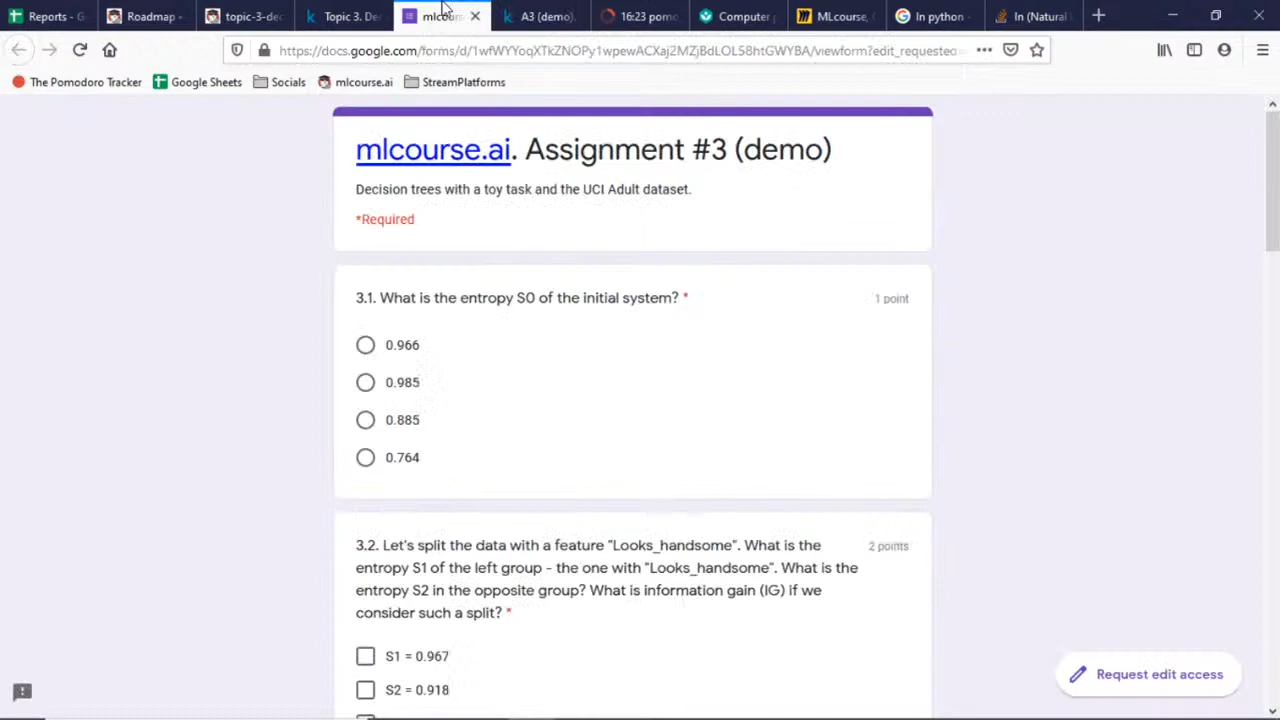 Reports - G
Roadmap -
topic-3-dec
Topic 3. De
mlcours
A3 (demo)
16:23 pomo
Computer
MLcourse,
In python
In (Natural
https://docs.google.com/forms/d/1wfWYYoqXTkZNOPy1wpewACXaj2MZjBdLOL58htGWYBA/viewform?edit_requested
The Pomodoro Tracker
Google Sheets
Socials
mlcourse.ai
StreamPlatforms
mlcourse.ai. Assignment #3 (demo)
Decision trees with a toy task and the UCI Adult dataset.
*Required
3.1. What is the entropy S0 of the initial system? *
1 point
0.966
0.985
0.885
0.764
3.2. Let's split the data with a feature "Looks_handsome". What is the
2 points
entropy S1 of the left group - the one with "Looks_handsome". What is the
entropy S2 in the opposite group? What is information gain (IG) if we
consider such a split? *
S1 = 0.967
S2 = 0.918
Request edit access